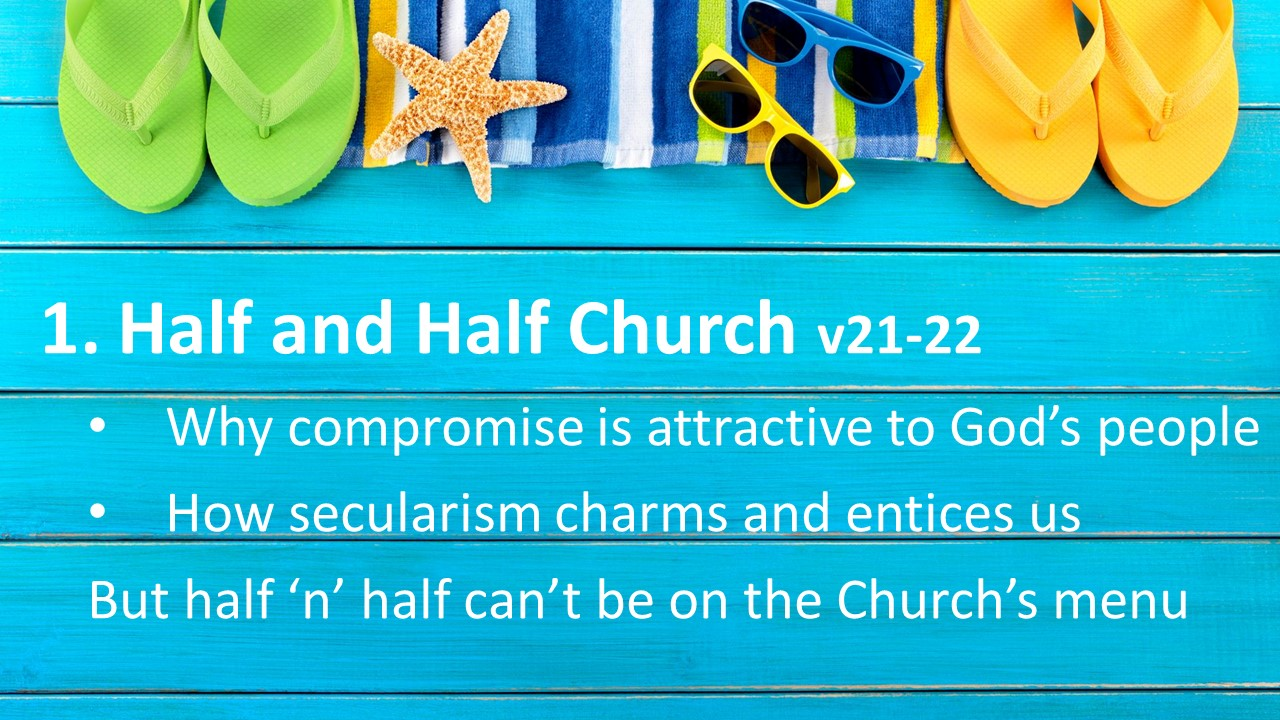 1. Half and Half Church v21-22
• Why compromise is attractive to God’s people
• How secularism charms and entices us
But half ‘n’ half can’t be on the Church’s menu